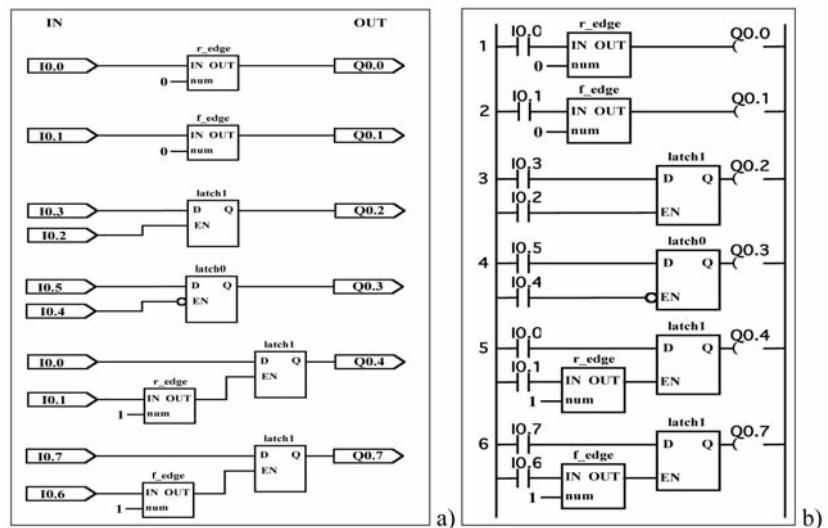 IN OUT
r_edge
I0.0 IN OUT Q0.0
0 num
f_edge
I0.1 IN OUT Q0.1
0 num
latch1
I0.3 D Q Q0.2
I0.2 EN
latch0
I0.5 D Q Q0.3
I0.4 EN
latch1
I0.0 D Q Q0.4
r_edge EN
I0.1 IN OUT
1 num
latch1
I0.7 D Q Q0.7
f_edge EN
I0.6 IN OUT
1 num
a)
I0.0 r_edge Q0.0
1 IN OUT
0 num
I0.1 f_edge Q0.1
2 IN OUT
0 num
I0.3 latch1 Q0.2
3 D Q
I0.2 EN
I0.5 latch0 Q0.3
4 D Q
I0.4 EN
I0.0 latch1 Q0.4
5 D Q
I0.1 r_edge
IN OUT EN
1 num
I0.7 latch1 Q0.7
6 D Q
I0.6 f_edge
IN OUT EN
1 num
b)